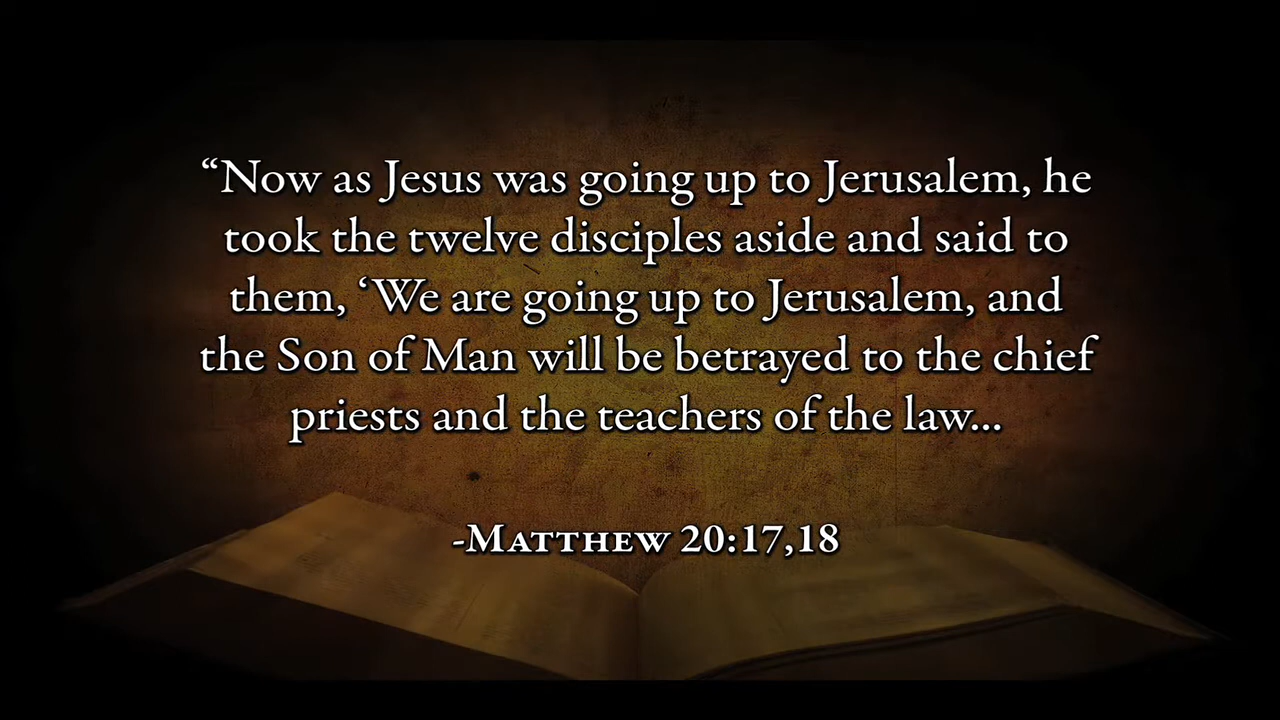 “Now as Jesus was going up to Jerusalem, he
took the twelve disciples aside and said to
them, ‘We are going up to Jerusalem, and
the Son of Man will be betrayed to the chief
priests and the teachers of the law...
-Matthew 20:17,18